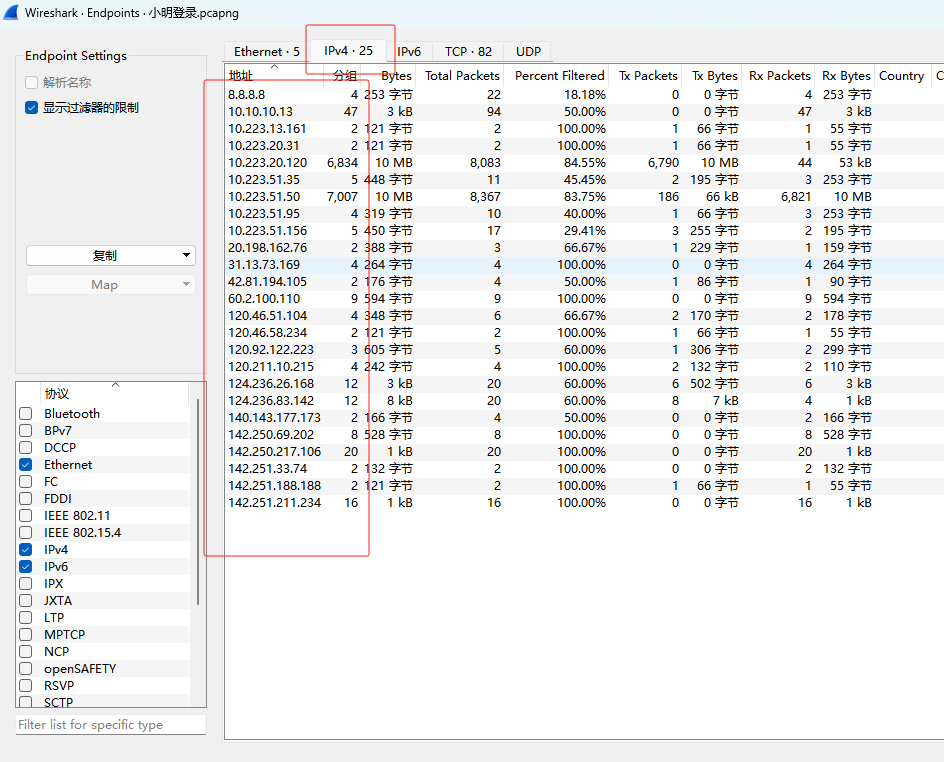 Wireshark · Endpoints · 小明登录.pcapng
Endpoint Settings
解析名称
显示过滤器的限制
复制
Map
协议
Bluetooth
BPv7
DCCP
Ethernet
FC
FDDI
IEEE 802.11
IEEE 802.15.4
IPv4
IPv6
IPX
JXTA
LTP
MPTCP
NCP
openSAFETY
RSVP
SCTP
Filter list for specific type
Ethernet · 5 IPv4 · 25 IPv6 TCP · 82 UDP
地址 分组 Bytes Total Packets Percent Filtered Tx Packets Tx Bytes Rx Packets Rx Bytes Country C
8.8.8.8 4 253 字节 22 18.18% 0 0 字节 4 253 字节
10.10.10.13 47 3 kB 94 50.00% 0 0 字节 47 3 kB
10.223.13.161 2 121 字节 2 100.00% 1 66 字节 1 55 字节
10.223.20.31 2 121 字节 2 100.00% 1 66 字节 1 55 字节
10.223.20.120 6,834 10 MB 8,083 84.55% 6,790 10 MB 44 53 kB
10.223.51.35 5 448 字节 11 45.45% 2 195 字节 3 253 字节
10.223.51.50 7,007 10 MB 8,367 83.75% 186 66 kB 6,821 10 MB
10.223.51.95 4 319 字节 10 40.00% 1 66 字节 3 253 字节
10.223.51.156 5 450 字节 17 29.41% 3 255 字节 2 195 字节
20.198.162.76 2 388 字节 3 66.67% 1 229 字节 1 159 字节
31.13.73.169 4 264 字节 4 100.00% 0 0 字节 4 264 字节
42.81.194.105 2 176 字节 4 50.00% 1 86 字节 1 90 字节
60.2.100.110 9 594 字节 9 100.00% 0 0 字节 9 594 字节
120.46.51.104 4 348 字节 6 66.67% 2 170 字节 2 178 字节
120.46.58.234 2 121 字节 2 100.00% 1 66 字节 1 55 字节
120.92.122.223 3 605 字节 5 60.00% 1 306 字节 2 299 字节
120.211.10.215 4 242 字节 4 100.00% 2 132 字节 2 110 字节
124.236.26.168 12 3 kB 20 60.00% 6 502 字节 6 3 kB
124.236.83.142 12 8 kB 20 60.00% 8 7 kB 4 1 kB
140.143.177.173 2 166 字节 4 50.00% 0 0 字节 2 166 字节
142.250.69.202 8 528 字节 8 100.00% 0 0 字节 8 528 字节
142.250.217.106 20 1 kB 20 100.00% 0 0 字节 20 1 kB
142.251.33.74 2 132 字节 2 100.00% 0 0 字节 2 132 字节
142.251.188.188 2 121 字节 2 100.00% 1 66 字节 1 55 字节
142.251.211.234 16 1 kB 16 100.00% 0 0 字节 16 1 kB